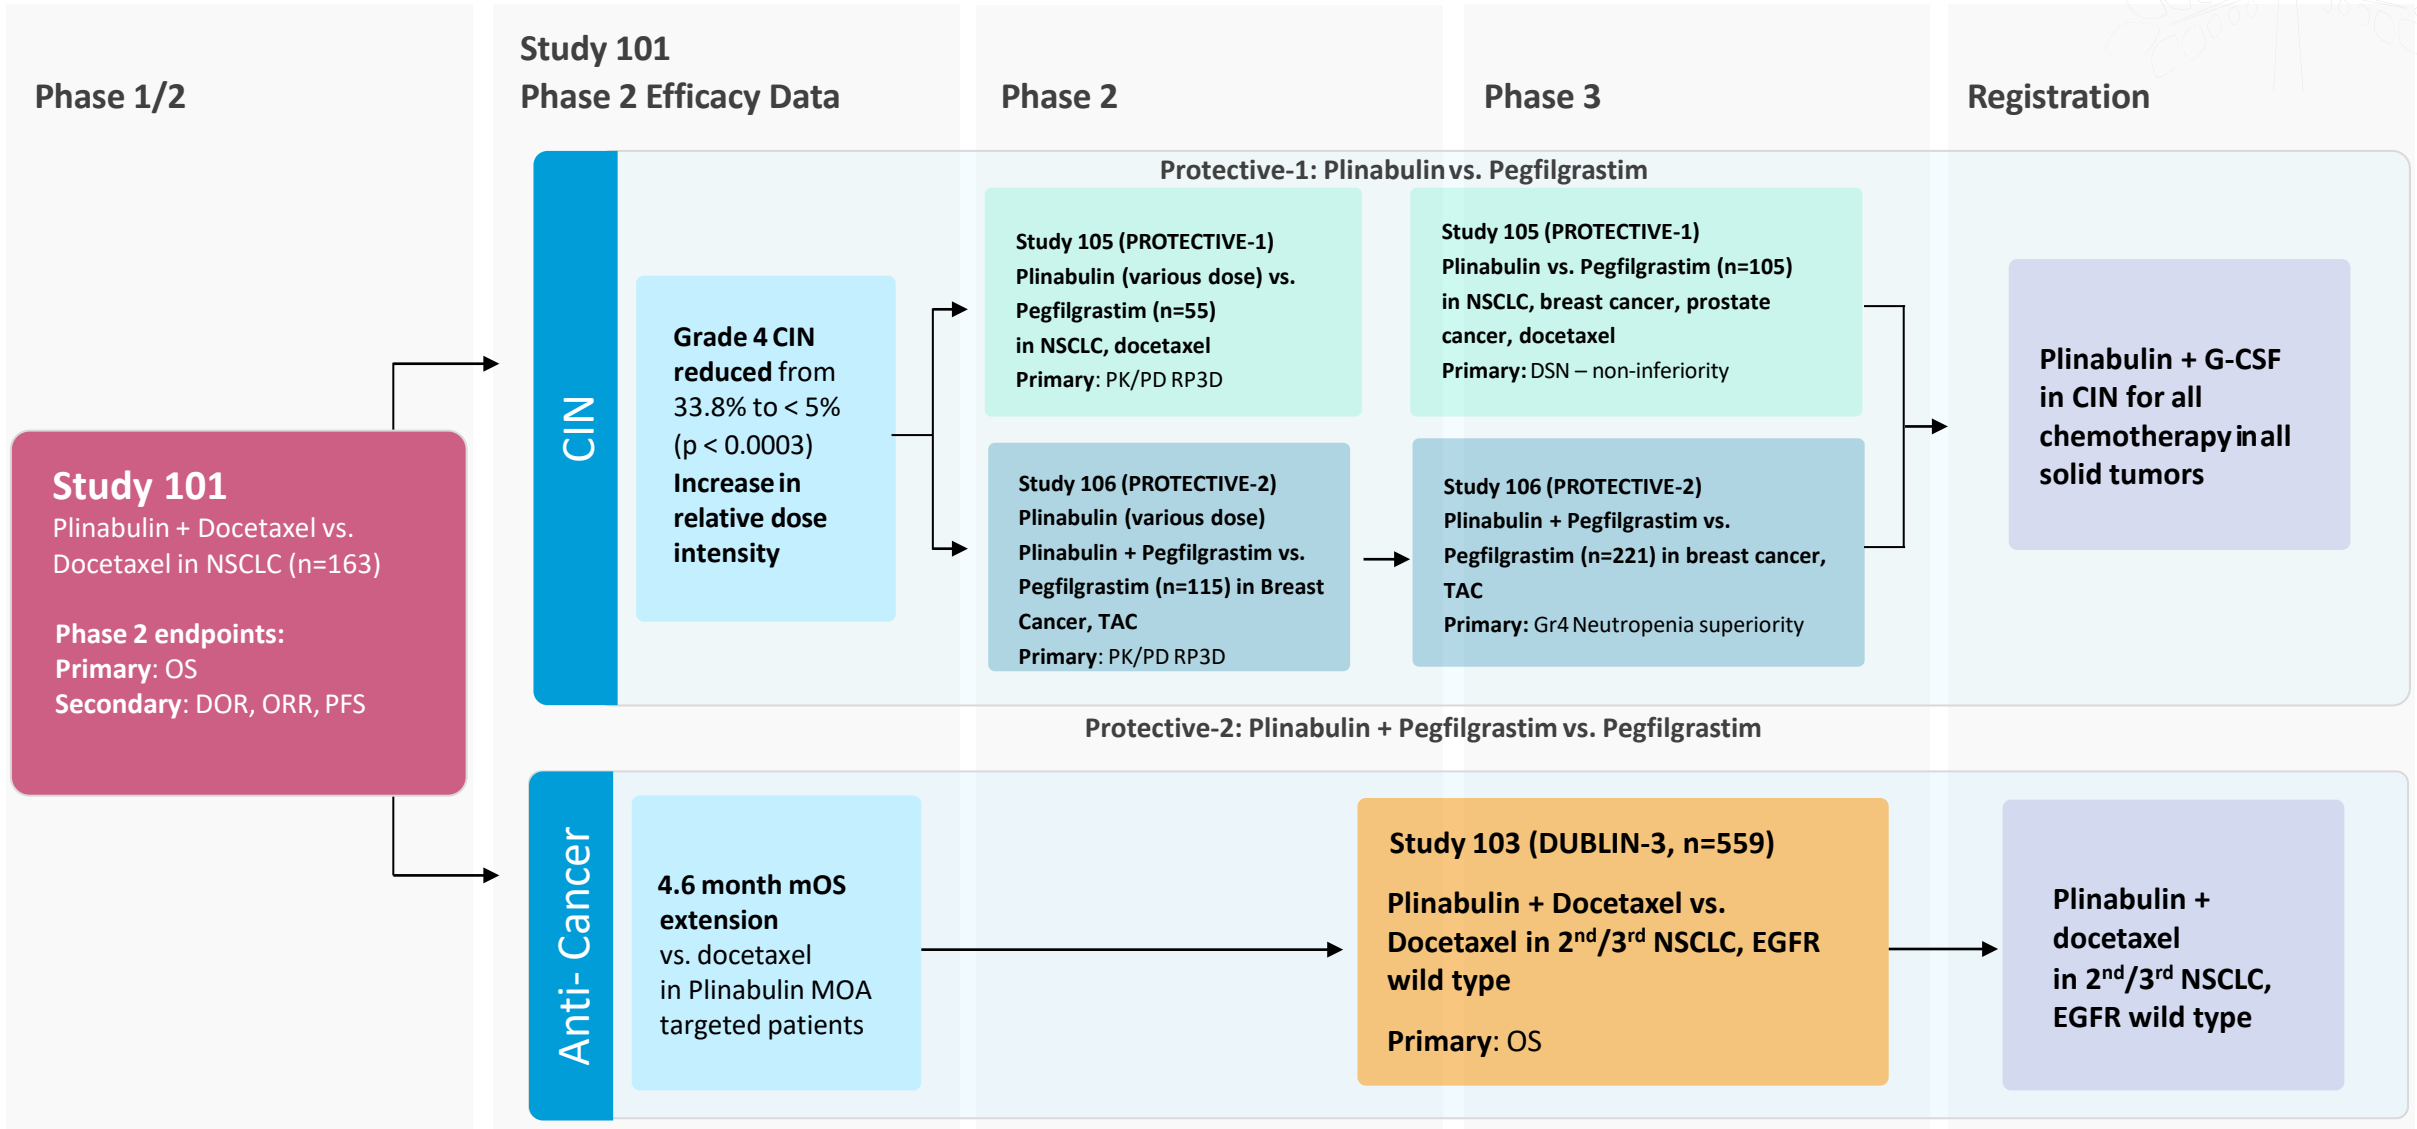 Phase 1/2
Study 101
Phase 2 Efficacy Data
Phase 2
Phase 3
Registration
Study 101
Plinabulin + Docetaxel vs.
Docetaxel in NSCLC (n=163)
Phase 2 endpoints:
Primary: OS
Secondary: DOR, ORR, PFS
CIN
Protective-1: Plinabulin vs. Pegfilgrastim
Grade 4 CIN
reduced from
33.8% to < 5%
(p < 0.0003)
Increase in
relative dose
intensity
Study 105 (PROTECTIVE-1)
Plinabulin (various dose) vs.
Pegfilgrastim (n=55)
in NSCLC, docetaxel
Primary: PK/PD RP3D
Study 105 (PROTECTIVE-1)
Plinabulin vs. Pegfilgrastim (n=105)
in NSCLC, breast cancer, prostate
cancer, docetaxel
Primary: DSN – non-inferiority
Study 106 (PROTECTIVE-2)
Plinabulin (various dose)
Plinabulin + Pegfilgrastim vs.
Pegfilgrastim (n=115) in Breast
Cancer, TAC
Primary: PK/PD RP3D
Study 106 (PROTECTIVE-2)
Plinabulin + Pegfilgrastim vs.
Pegfilgrastim (n=221) in breast cancer,
TAC
Primary: Gr4 Neutropenia superiority
Plinabulin + G-CSF
in CIN for all
chemotherapy in all
solid tumors
Protective-2: Plinabulin + Pegfilgrastim vs. Pegfilgrastim
Anti- Cancer
4.6 month mOS
extension
vs. docetaxel
in Plinabulin MOA
targeted patients
Study 103 (DUBLIN-3, n=559)
Plinabulin + Docetaxel vs.
Docetaxel in 2nd/3rd NSCLC, EGFR
wild type
Primary: OS
Plinabulin +
docetaxel
in 2nd/3rd NSCLC,
EGFR wild type